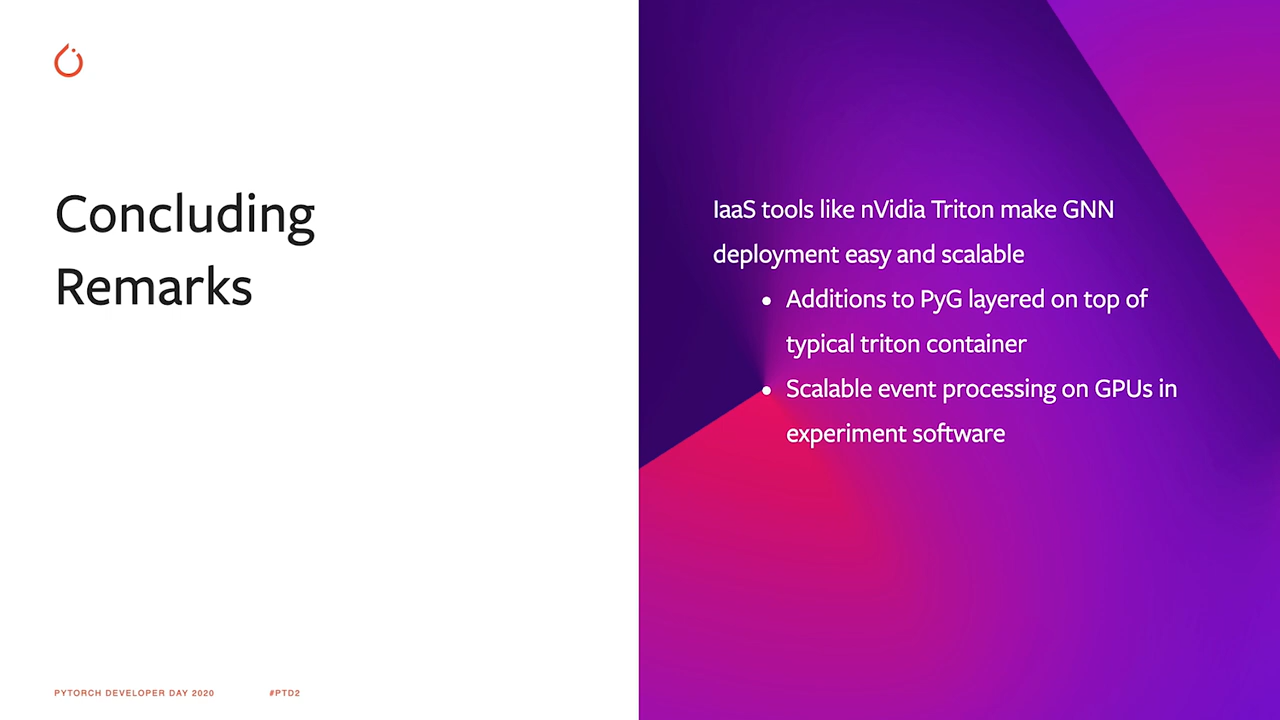 Concluding
Remarks
IaaS tools like nVidia Triton make GNN
deployment easy and scalable
• Additions to PyG layered on top of
typical triton container
• Scalable event processing on GPUs in
experiment software
PYTORCH DEVELOPER DAY 2020
#PTD2